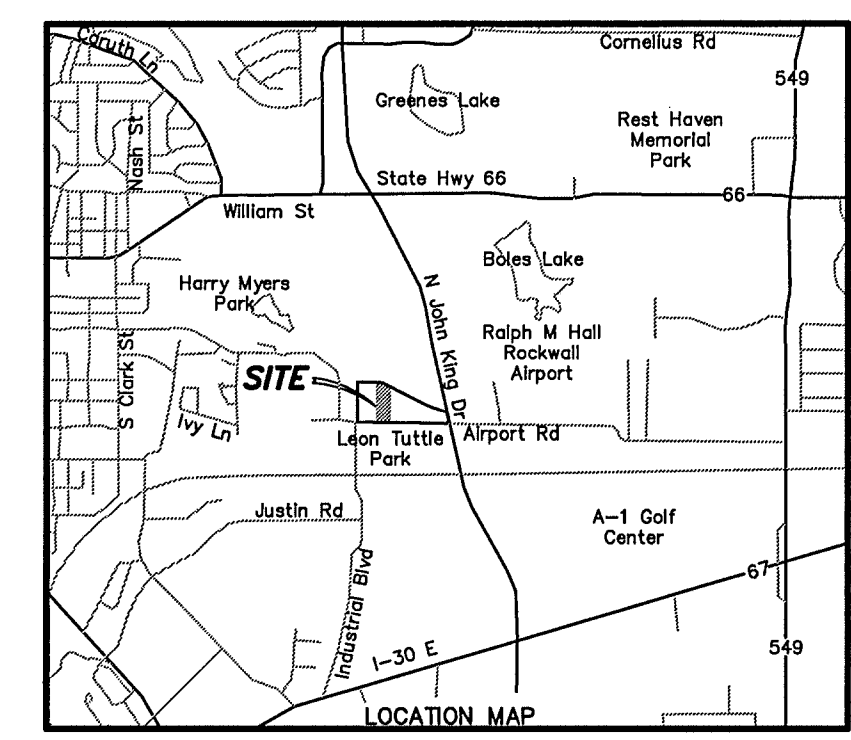 Caruth Ln
Cornelius Rd
549
Greenes Lake
Rest Haven
Memorial
Park
Nash St
State Hwy 66
66
William St
Boles Lake
Harry Myers
Park
N John King Dr
Ralph M Hall
Rockwall
Airport
S Clark St
SITE
Ivy Ln
Leon Tuttle
Park
Airport Rd
Justin Rd
A-1 Golf
Center
Industrial Blvd
67
I-30 E
549
LOCATION MAP